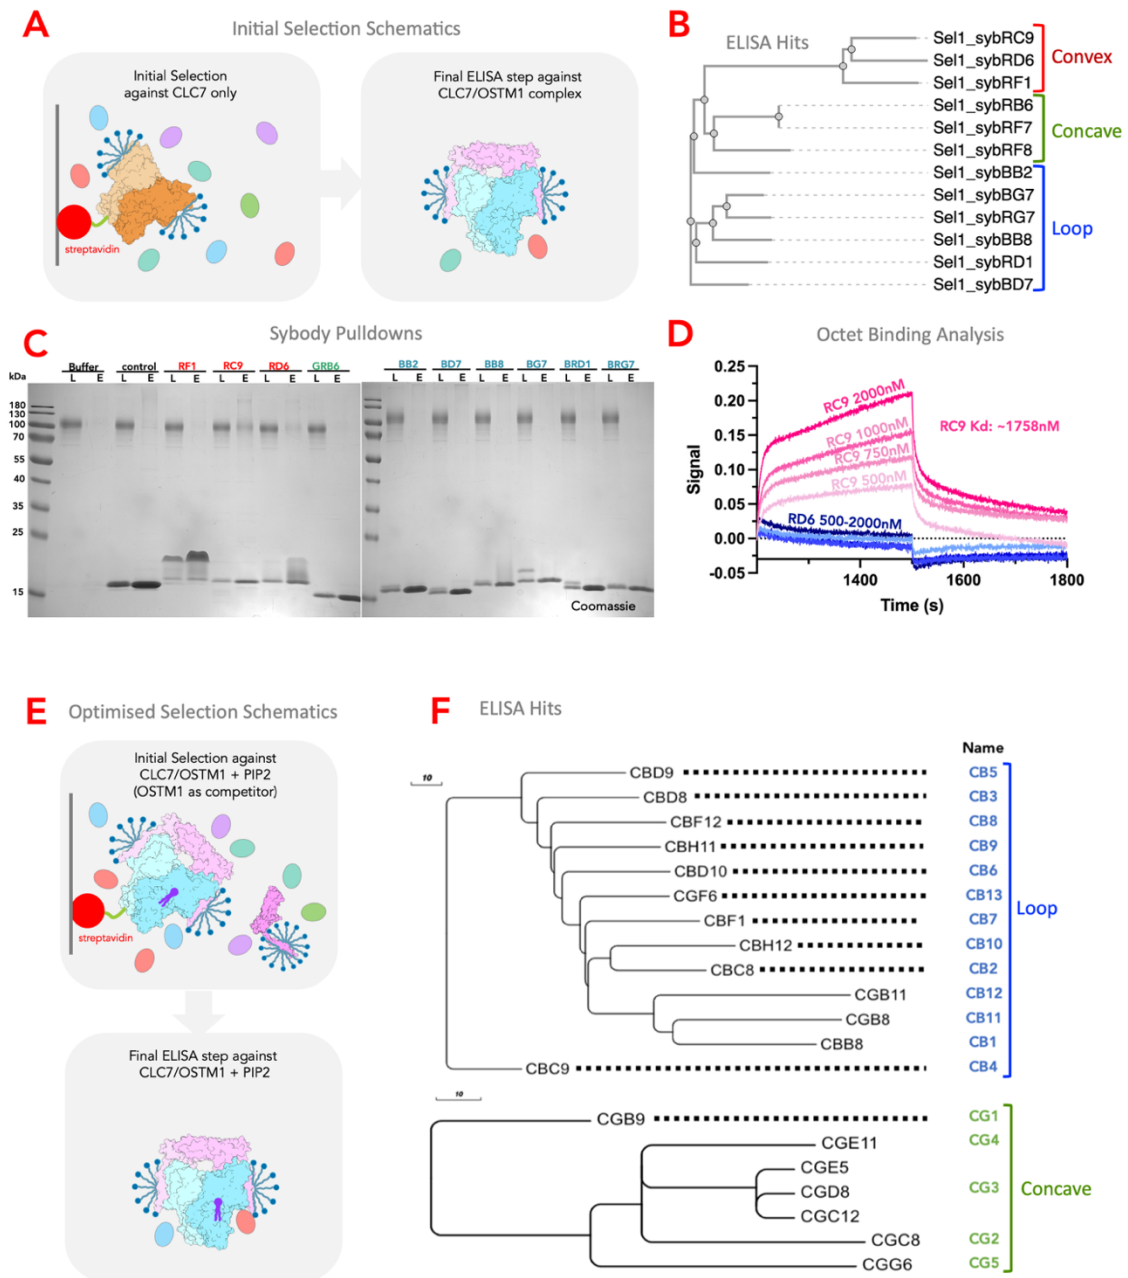 A
Initial Selection Schematics
Initial Selection
against CLC7 only
streptavidin
Final ELISA step against
CLC7/OSTM1 complex
B
ELISA Hits
Sel1_sybRC9
Sel1_sybRD6
Sel1_sybRF1
Sel1_sybRB6
Sel1_sybRF7
Sel1_sybRF8
Sel1_sybBB2
Sel1_sybBG7
Sel1_sybRG7
Sel1_sybBB8
Sel1_sybRD1
Sel1_sybBD7
Convex
Concave
Loop
C
Sybody Pulldowns
Buffer control RF1 RC9 RD6 GRB6 BB2 BD7 BB8 BG7 BRD1 BRG7
kDa L E L E L E L E L E L E L E L E L E L E L E L E
180
130
100
70
55
40
35
25
15
Coomassie
D
Octet Binding Analysis
Signal
0.25
0.20
0.15
0.10
0.05
0.00
-0.05
RC9 2000nM
RC9 1000nM
RC9 750nM
RC9 500nM
RD6 500-2000nM
RC9 Kd: ~1758nM
1400 1600 1800
Time (s)
E
Optimised Selection Schematics
Initial Selection against
CLC7/OSTM1 + PIP2
(OSTM1 as competitor)
streptavidin
Final ELISA step against
CLC7/OSTM1 + PIP2
F
ELISA Hits
Name
10
CBD9 CB5
CBD8 CB3
CBF12 CB8
CBH11 CB9
CBD10 CB6
CGF6 CB13
CBF1 CB7
CBH12 CB10
CBC8 CB2
CGB11 CB12
CGB8 CB11
CBB8 CB1
CBC9 CB4
Loop
10
CGB9 CG1
CGE11 CG4
CGE5
CGD8 CG3
CGC12
CGC8 CG2
CGG6 CG5
Concave